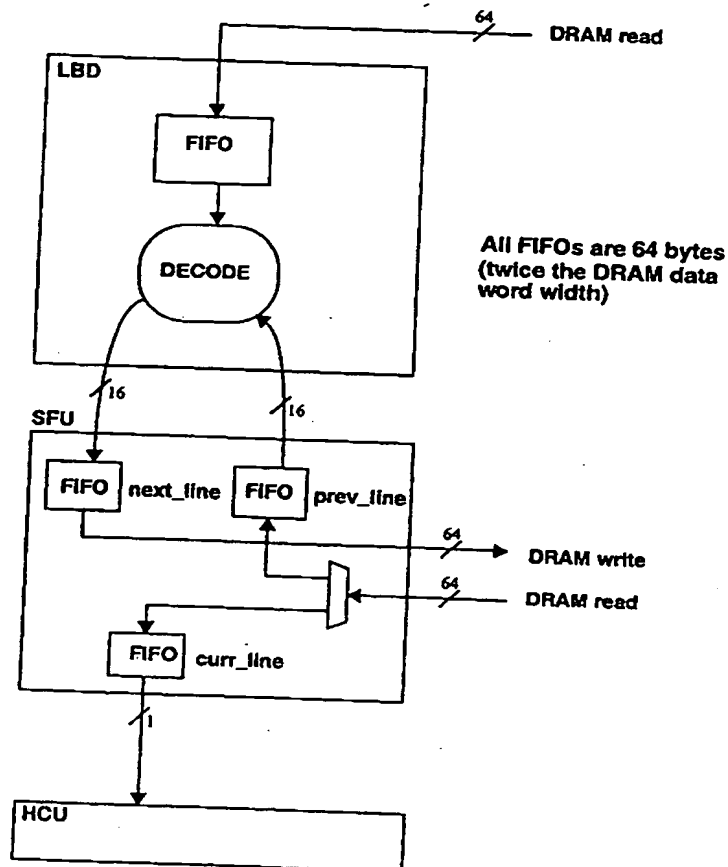 64
DRAM read
LBD
FIFO
DECODE
All FIFOs are 64 bytes
(twice the DRAM data
word width)
16
16
SFU
FIFO
next_line
FIFO
prev_line
64
DRAM write
64
DRAM read
FIFO
curr_line
1
HCU